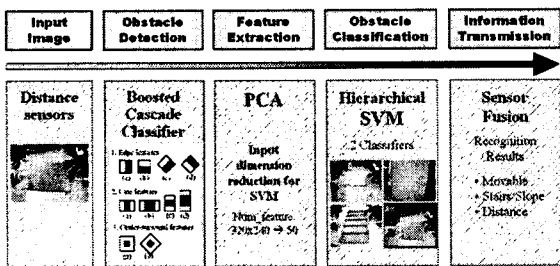 Input Image
Obstacle Detection
Feature Extraction
Obstacle Classification
Information Transmission
Distance sensors
Boosted Cascade Classifier
1. Edge features
(a) (b) (c) (d)
2. Line features
(a) (b) (c) (d)
3. Center-surround features
(a) (b)
PCA
Input dimension reduction for SVM
Num_feature
320x240 → 50
Hierarchical SVM
2 Classifiers
Sensor Fusion
Recognition Results
• Movable
• Stairs/Slope
• Distance